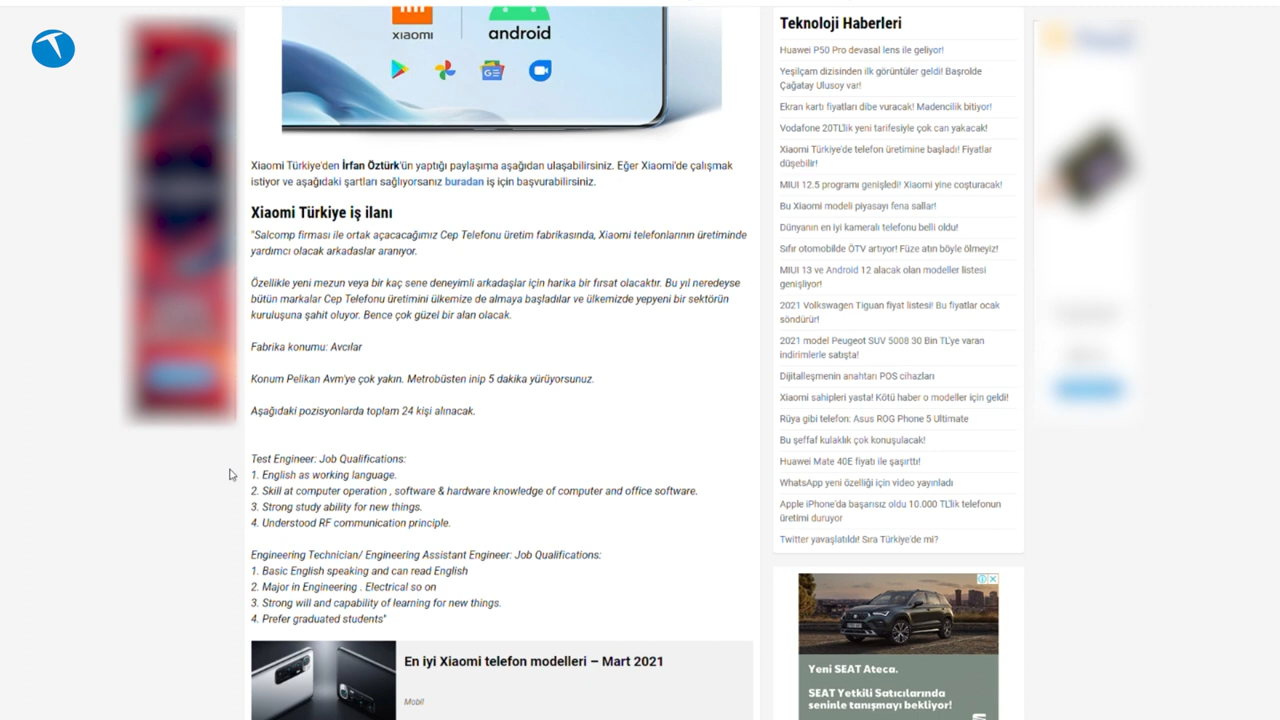 xiaomi
android
Xiaomi Türkiye'den İrfan Öztürk'ün yaptığı paylaşıma aşağıdan ulaşabilirsiniz. Eğer Xiaomi'de çalışmak
istiyor ve aşağıdaki şartları sağlıyorsanız buradan iş için başvurabilirsiniz.
Xiaomi Türkiye iş ilanı
"Salcomp firması ile ortak açacacağımız Cep Telefonu üretim fabrikasında, Xiaomi telefonlarının üretiminde
yardımcı olacak arkadaslar aranıyor.
Özellikle yeni mezun veya bir kaç sene deneyimli arkadaşlar için harika bir fırsat olacaktır. Bu yıl neredeyse
bütün markalar Cep Telefonu üretimini ülkemize de almaya başladılar ve ülkemizde yepyeni bir sektörün
kuruluşuna şahit oluyor. Bence çok güzel bir alan olacak.
Fabrika konumu: Avcılar
Konum Pelikan Avm'ye çok yakın. Metrobüsten inip 5 dakika yürüyorsunuz.
Aşağıdaki pozisyonlarda toplam 24 kişi alınacak.
Test Engineer: Job Qualifications:
1. English as working language.
2. Skill at computer operation , software & hardware knowledge of computer and office software.
3. Strong study ability for new things.
4. Understood RF communication principle.
Engineering Technician/ Engineering Assistant Engineer: Job Qualifications:
1. Basic English speaking and can read English
2. Major in Engineering . Electrical so on
3. Strong will and capability of learning for new things.
4. Prefer graduated students"
En iyi Xiaomi telefon modelleri – Mart 2021
Mobil
Teknoloji Haberleri
Huawei P50 Pro devasal lens ile geliyor!
Yeşilçam dizisinden ilk görüntüler geldi! Başrolde
Çağatay Ulusoy var!
Ekran kartı fiyatları dibe vuracak! Madencilik bitiyor!
Vodafone 20TL'lik yeni tarifesiyle çok can yakacak!
Xiaomi Türkiye'de telefon üretimine başladı! Fiyatlar
düşebilir!
MIUI 12.5 programı genişledi! Xiaomi yine coşturacak!
Bu Xiaomi modeli piyasayı fena sallar!
Dünyanın en iyi kameralı telefonu belli oldu!
Sıfır otomobilde ÖTV artıyor! Füze atın böyle ölmeyiz!
MIUI 13 ve Android 12 alacak olan modeller listesi
genişliyor!
2021 Volkswagen Tiguan fiyat listesi! Bu fiyatlar ocak
söndürür!
2021 model Peugeot SUV 5008 30 Bin TL'ye varan
indirimlerle satışta!
Dijitalleşmenin anahtarı POS cihazları
Xiaomi sahipleri yasta! Kötü haber o modeller için geldi!
Rüya gibi telefon: Asus ROG Phone 5 Ultimate
Bu şeffaf kulaklık çok konuşulacak!
Huawei Mate 40E fiyatı ile şaşırttı!
WhatsApp yeni özelliği için video yayınladı
Apple iPhone'da başarısız oldu 10.000 TL'lik telefonun
üretimi duruyor
Twitter yavaşlatıldı! Sıra Türkiye'de mi?
Yeni SEAT Ateca.
SEAT Yetkili Satıcılarında
seninle tanışmayı bekliyor!